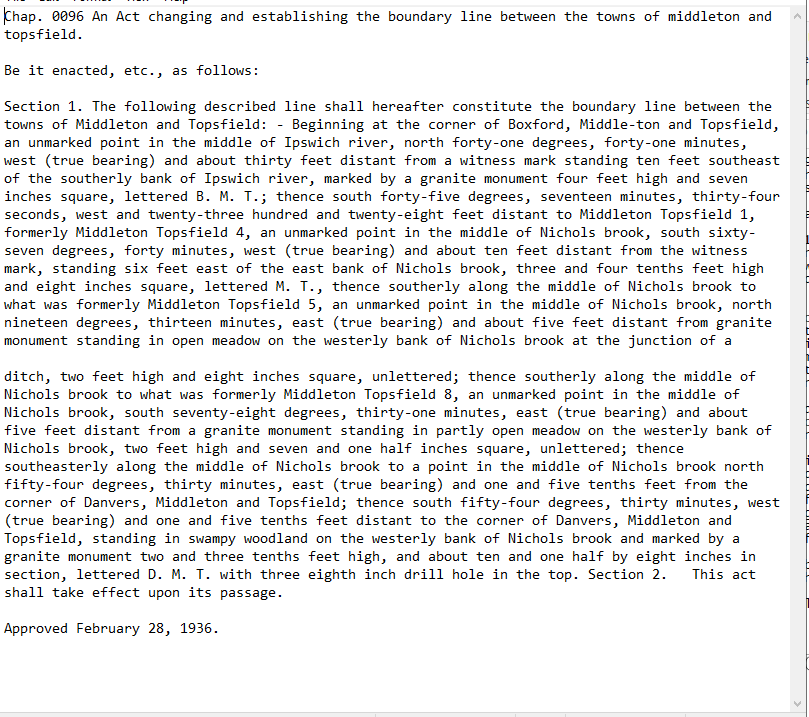 Chap. 0096 An Act changing and establishing the boundary line between the towns of middleton and
topsfield.

Be it enacted, etc., as follows:

Section 1. The following described line shall hereafter constitute the boundary line between the
towns of Middleton and Topsfield: - Beginning at the corner of Boxford, Middle-ton and Topsfield,
an unmarked point in the middle of Ipswich river, north forty-one degrees, forty-one minutes,
west (true bearing) and about thirty feet distant from a witness mark standing ten feet southeast
of the southerly bank of Ipswich river, marked by a granite monument four feet high and seven
inches square, lettered B. M. T.; thence south forty-five degrees, seventeen minutes, thirty-four
seconds, west and twenty-three hundred and twenty-eight feet distant to Middleton Topsfield 1,
formerly Middleton Topsfield 4, an unmarked point in the middle of Nichols brook, south sixty-
seven degrees, forty minutes, west (true bearing) and about ten feet distant from the witness
mark, standing six feet east of the east bank of Nichols brook, three and four tenths feet high
and eight inches square, lettered M. T., thence southerly along the middle of Nichols brook to
what was formerly Middleton Topsfield 5, an unmarked point in the middle of Nichols brook, north
nineteen degrees, thirteen minutes, east (true bearing) and about five feet distant from granite
monument standing in open meadow on the westerly bank of Nichols brook at the junction of a

ditch, two feet high and eight inches square, unlettered; thence southerly along the middle of
Nichols brook to what was formerly Middleton Topsfield 8, an unmarked point in the middle of
Nichols brook, south seventy-eight degrees, thirty-one minutes, east (true bearing) and about
five feet distant from a granite monument standing in partly open meadow on the westerly bank of
Nichols brook, two feet high and seven and one half inches square, unlettered; thence
southeasterly along the middle of Nichols brook to a point in the middle of Nichols brook north
fifty-four degrees, thirty minutes, east (true bearing) and one and five tenths feet from the
corner of Danvers, Middleton and Topsfield; thence south fifty-four degrees, thirty minutes, west
(true bearing) and one and five tenths feet distant to the corner of Danvers, Middleton and
Topsfield, standing in swampy woodland on the westerly bank of Nichols brook and marked by a
granite monument two and three tenths feet high, and about ten and one half by eight inches in
section, lettered D. M. T. with three eighth inch drill hole in the top. Section 2.   This act
shall take effect upon its passage.

Approved February 28, 1936.